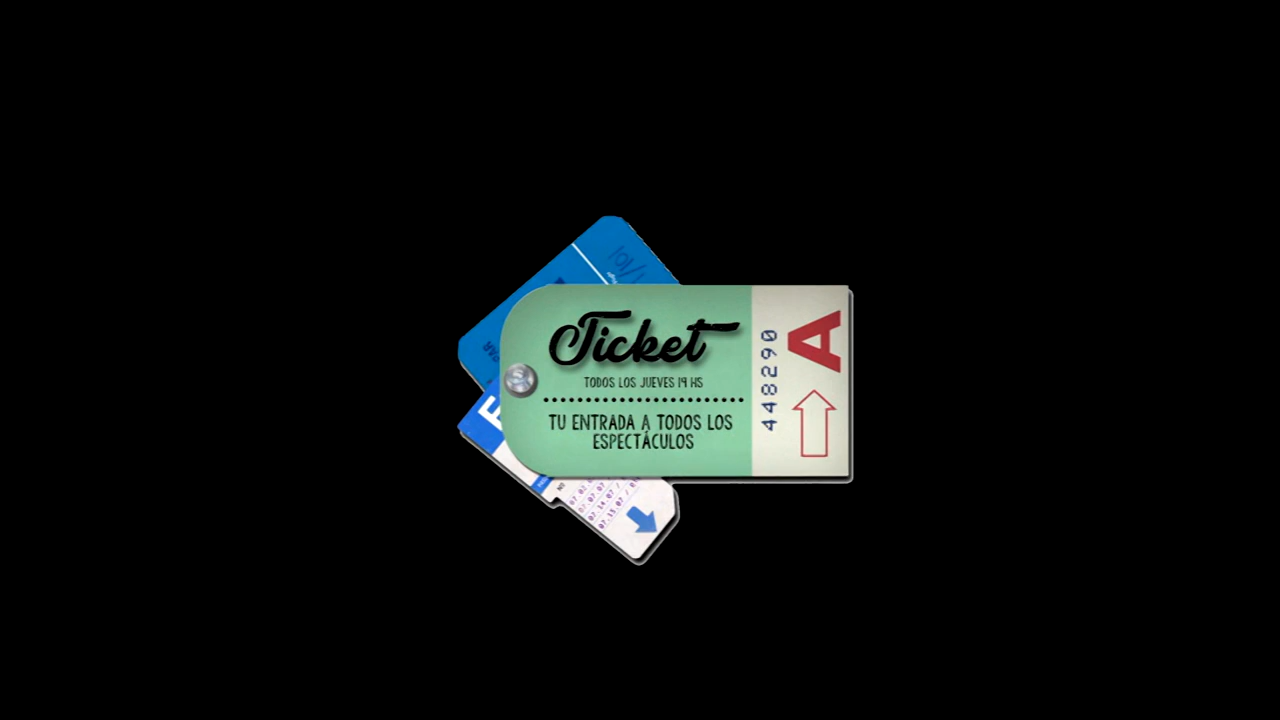 Ticket
TODOS LOS JUEVES 19 HS
TU ENTRADA A TODOS LOS
ESPECTÁCULOS
448290
A